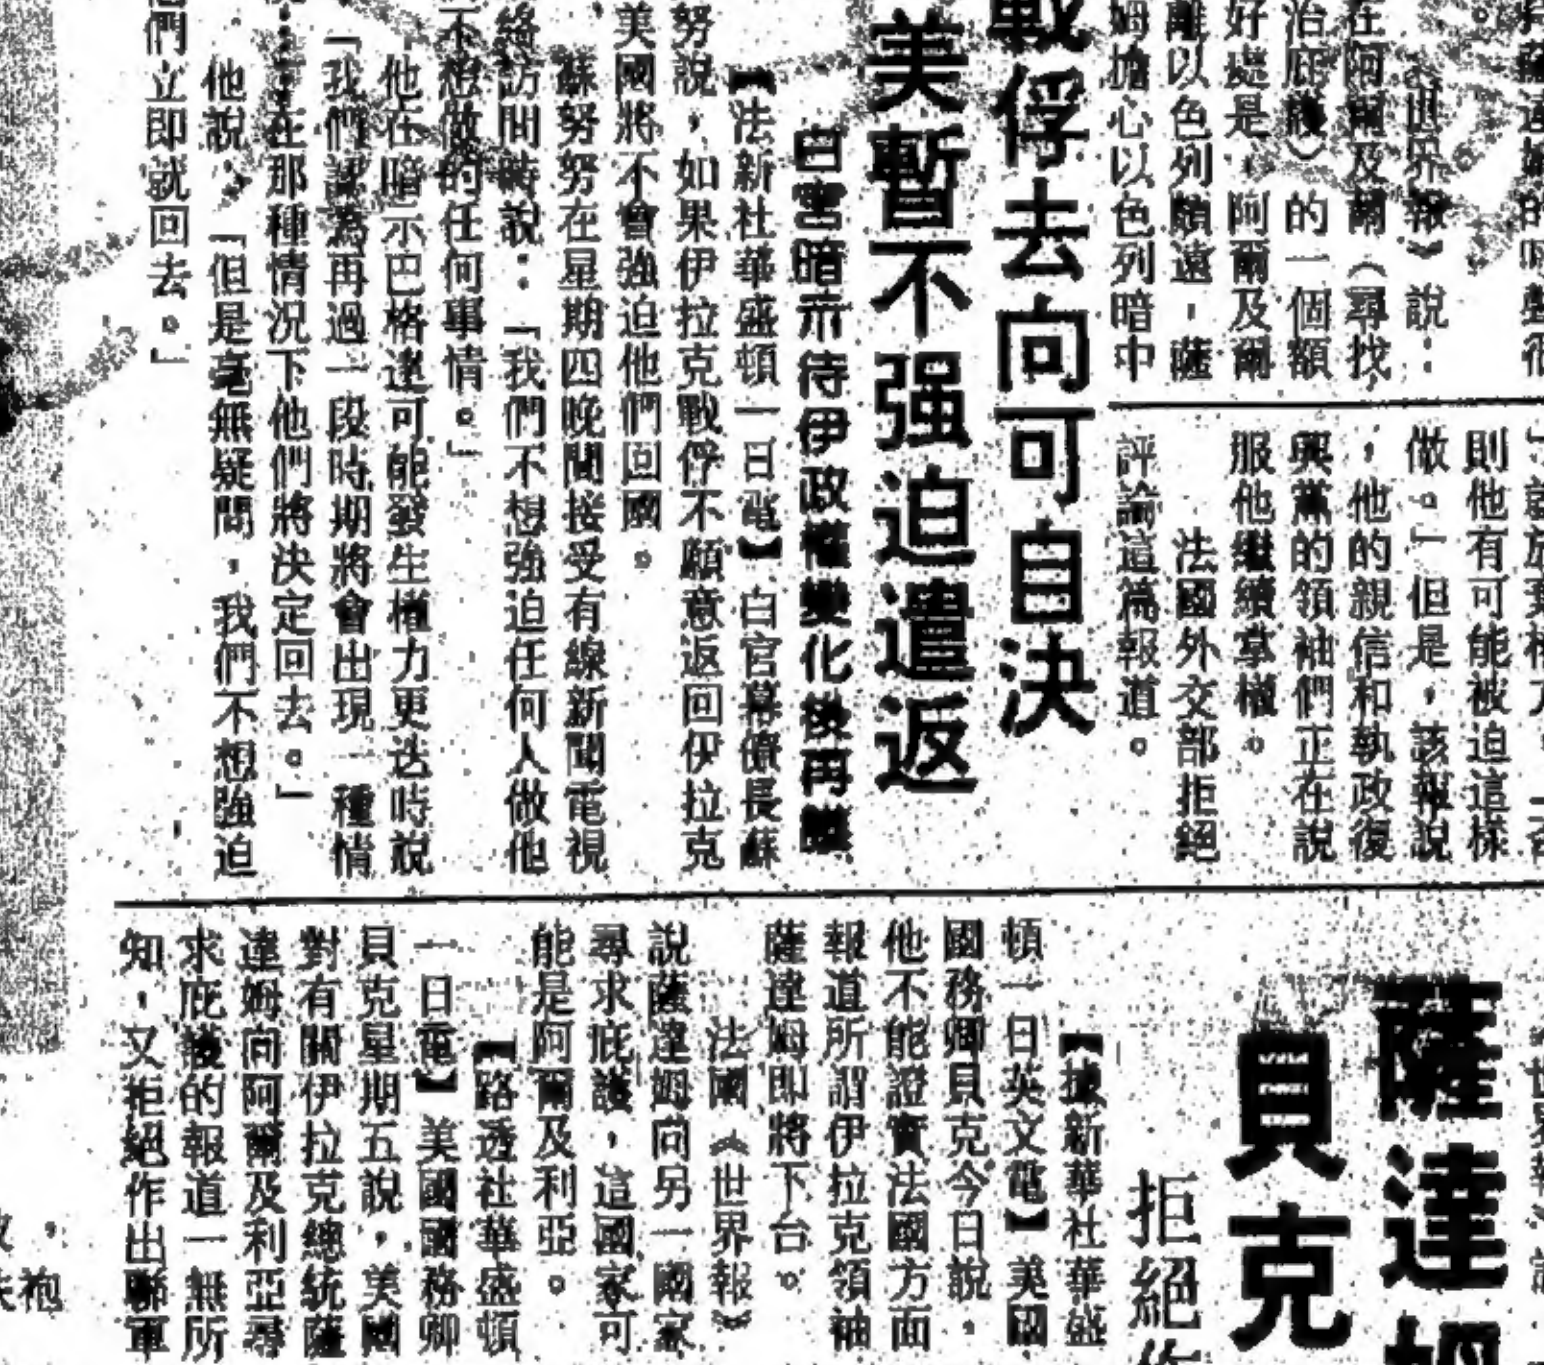 在阿爾及爾（尋找
治庇護）的一個額
好處是，阿爾及爾
離以色列頗遠，薩
姆擔心以色列暗中
則他有可能被迫這樣
做。」但是，該報說
，他的親信和執政復
興黨的領袖們正在說
服他繼續掌權。
法國外交部拒絕
評論這篇報道。
戰俘去向可自決
美暫不强迫遣返
白宮暗示待伊政權變化後再
【法新社華盛頓一日電】白宮幕僚長蘇
努說，如果伊拉克戰俘不願意返回伊拉克
美國將不會強迫他們回國。
蘇努努在星期四晚間接受有線新聞電視
絡訪問時說：「我們不想強迫任何人做他
不想做的任何事情。」
他在暗示巴格達可能發生權力更迭時說
「我們認為再過一段時期將會出現一種情
在那種情況下他們將決定回去。」
他說，「但是毫無疑問，我們不想強迫
他們立即就回去。」
薩達姆
貝克
拒絕作
【據新華社華盛
頓一日英文電】美國
國務卿貝克今日說，
他不能證實法國方面
報道所謂伊拉克領袖
薩達姆即將下台。
法國《世界報》
說薩達姆向另一國家
尋求庇護，這國家可
能是阿爾及利亞。
【路透社華盛頓
一日電】美國國務卿
貝克星期五說，美國
對有關伊拉克總統薩
達姆向阿爾及利亞尋
求庇護的報道一無所
知，又拒絕作出聯軍